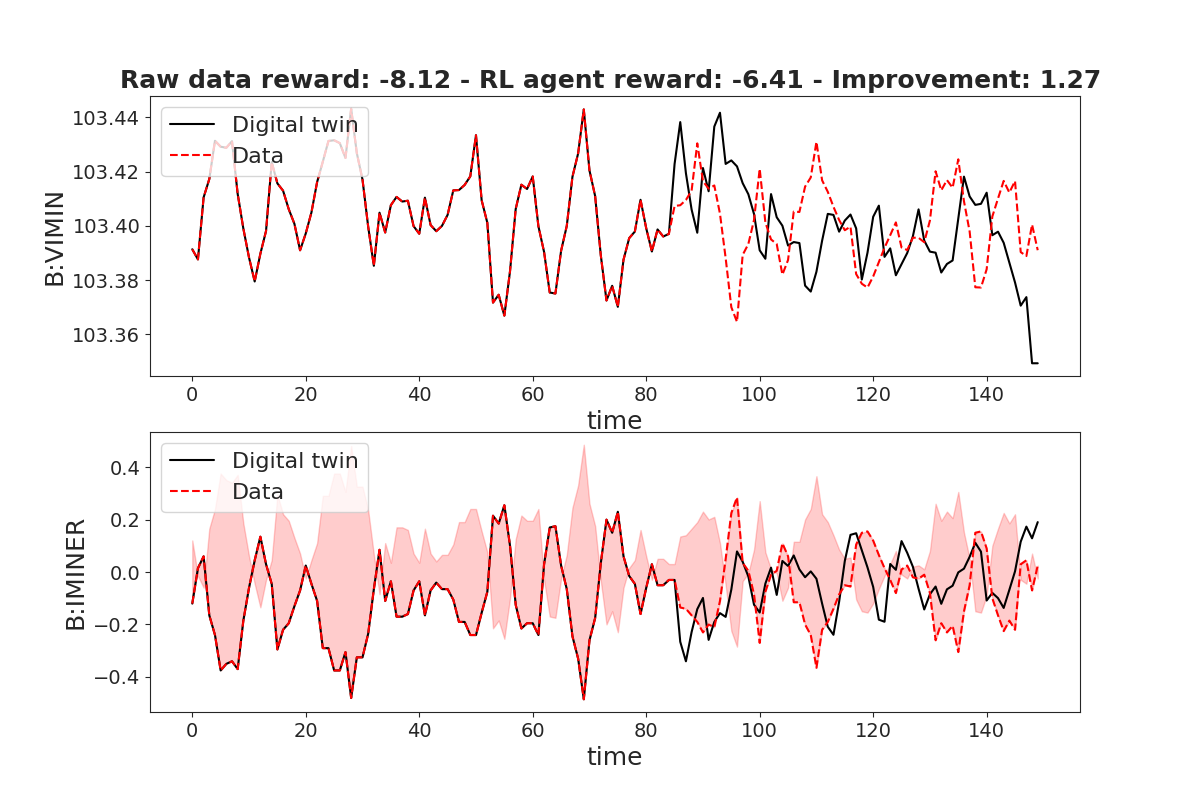 Raw data reward: -8.12 - RL agent reward: -6.41 - Improvement: 1.27
B:VIMIN
103.44
103.42
103.40
103.38
103.36
Digital twin
Data
0 20 40 60 80 100 120 140
time
B:IMINER
0.4
0.2
0.0
−0.2
−0.4
Digital twin
Data
0 20 40 60 80 100 120 140
time